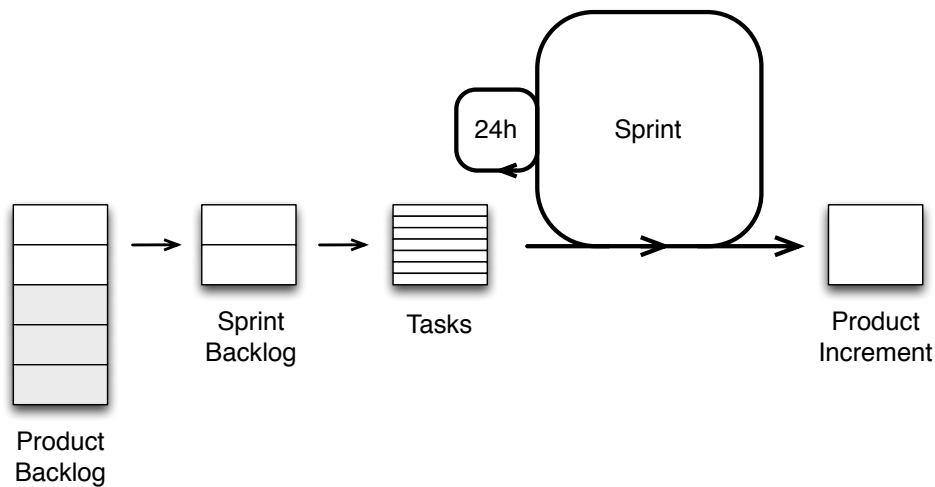 24h
Sprint
Sprint
Backlog
Tasks
Product
Increment
Product
Backlog